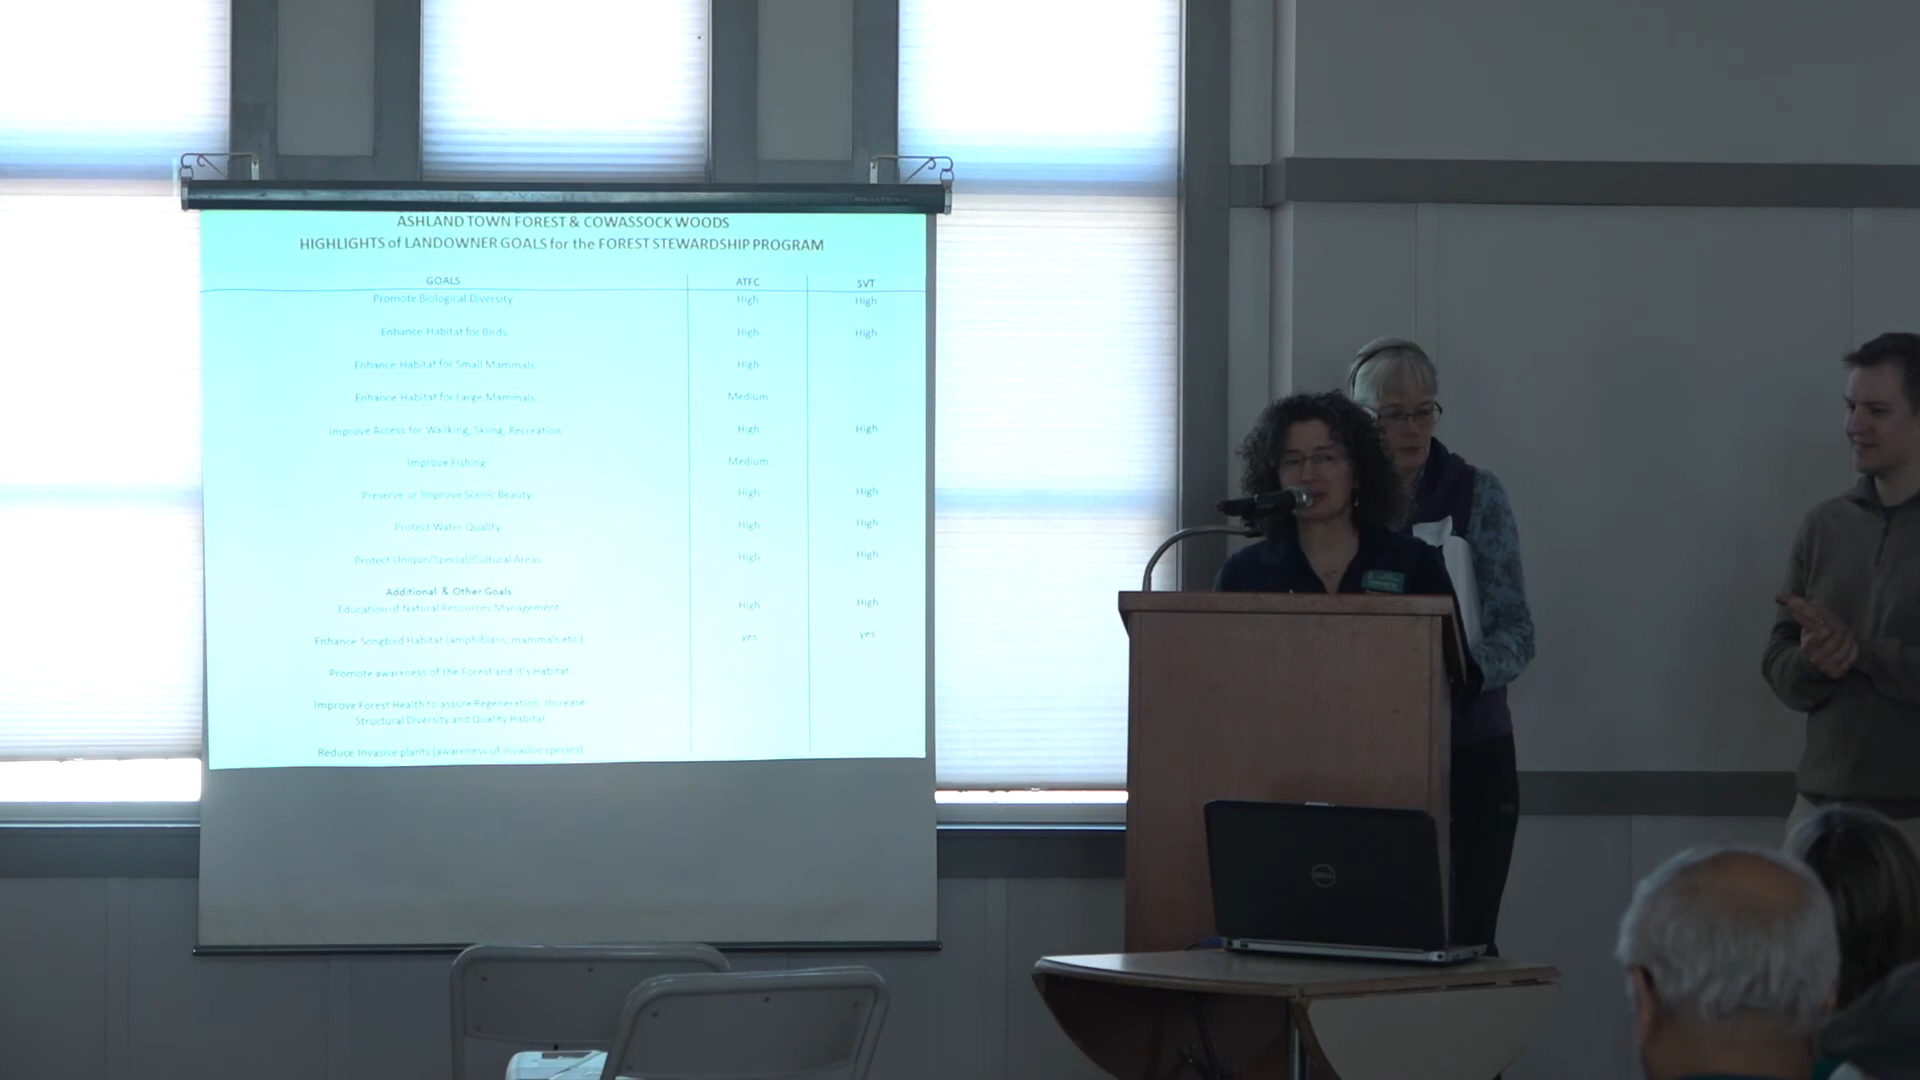 ASHLAND TOWN FOREST & COWASSOCK WOODS
HIGHLIGHTS of LANDOWNER GOALS for the FOREST STEWARDSHIP PROGRAM
GOALS ATFC SVT
Promote Biological Diversity High High
Enhance Habitat for Birds High High
Enhance Habitat for Small Mammals High
Enhance Habitat for Large Mammals Medium
Improve Access for Wallking, Skiing, Recreation High High
Improve Fishing Medium
Preserve or Improve Scenic Beauty High High
Protect Water Quality High High
Protect Unique/Special/Cultural Areas High High
Additional & Other Goals
Education of Natural Resources Management High High
Enhance Songbird Habitat (amphibians, mammals etc.) yes yes
Promote awareness of the Forest and it's Habitat
Improve Forest Health to assure Regeneration, Increase
Structural Diversity and Quality Habitat
Reduce Invasive plants (awareness of invasive species)
DELL